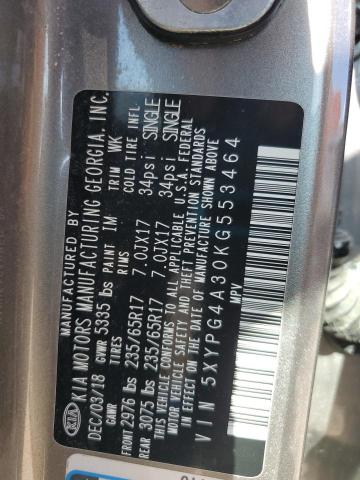 KIA KIA MOTORS MANUFACTURING GEORGIA, INC.
DEC/03/18 GVWR 5335 lbs PAINT IM TRIM WK
GAWR TIRES RIMS COLD TIRE INFL
FRONT 2976 lbs 235/65R17 7.0JX17 34psi SINGLE
REAR 3075 lbs 235/65R17 7.0JX17 34psi SINGLE
THIS VEHICLE CONFORMS TO ALL APPLICABLE U.S.A. FEDERAL
MOTOR VEHICLE SAFETY AND THEFT PREVENTION STANDARDS
IN EFFECT ON THE DATE OF MANUFACTURE SHOWN ABOVE
VIN 5XYPG4A30KG553464
MPV